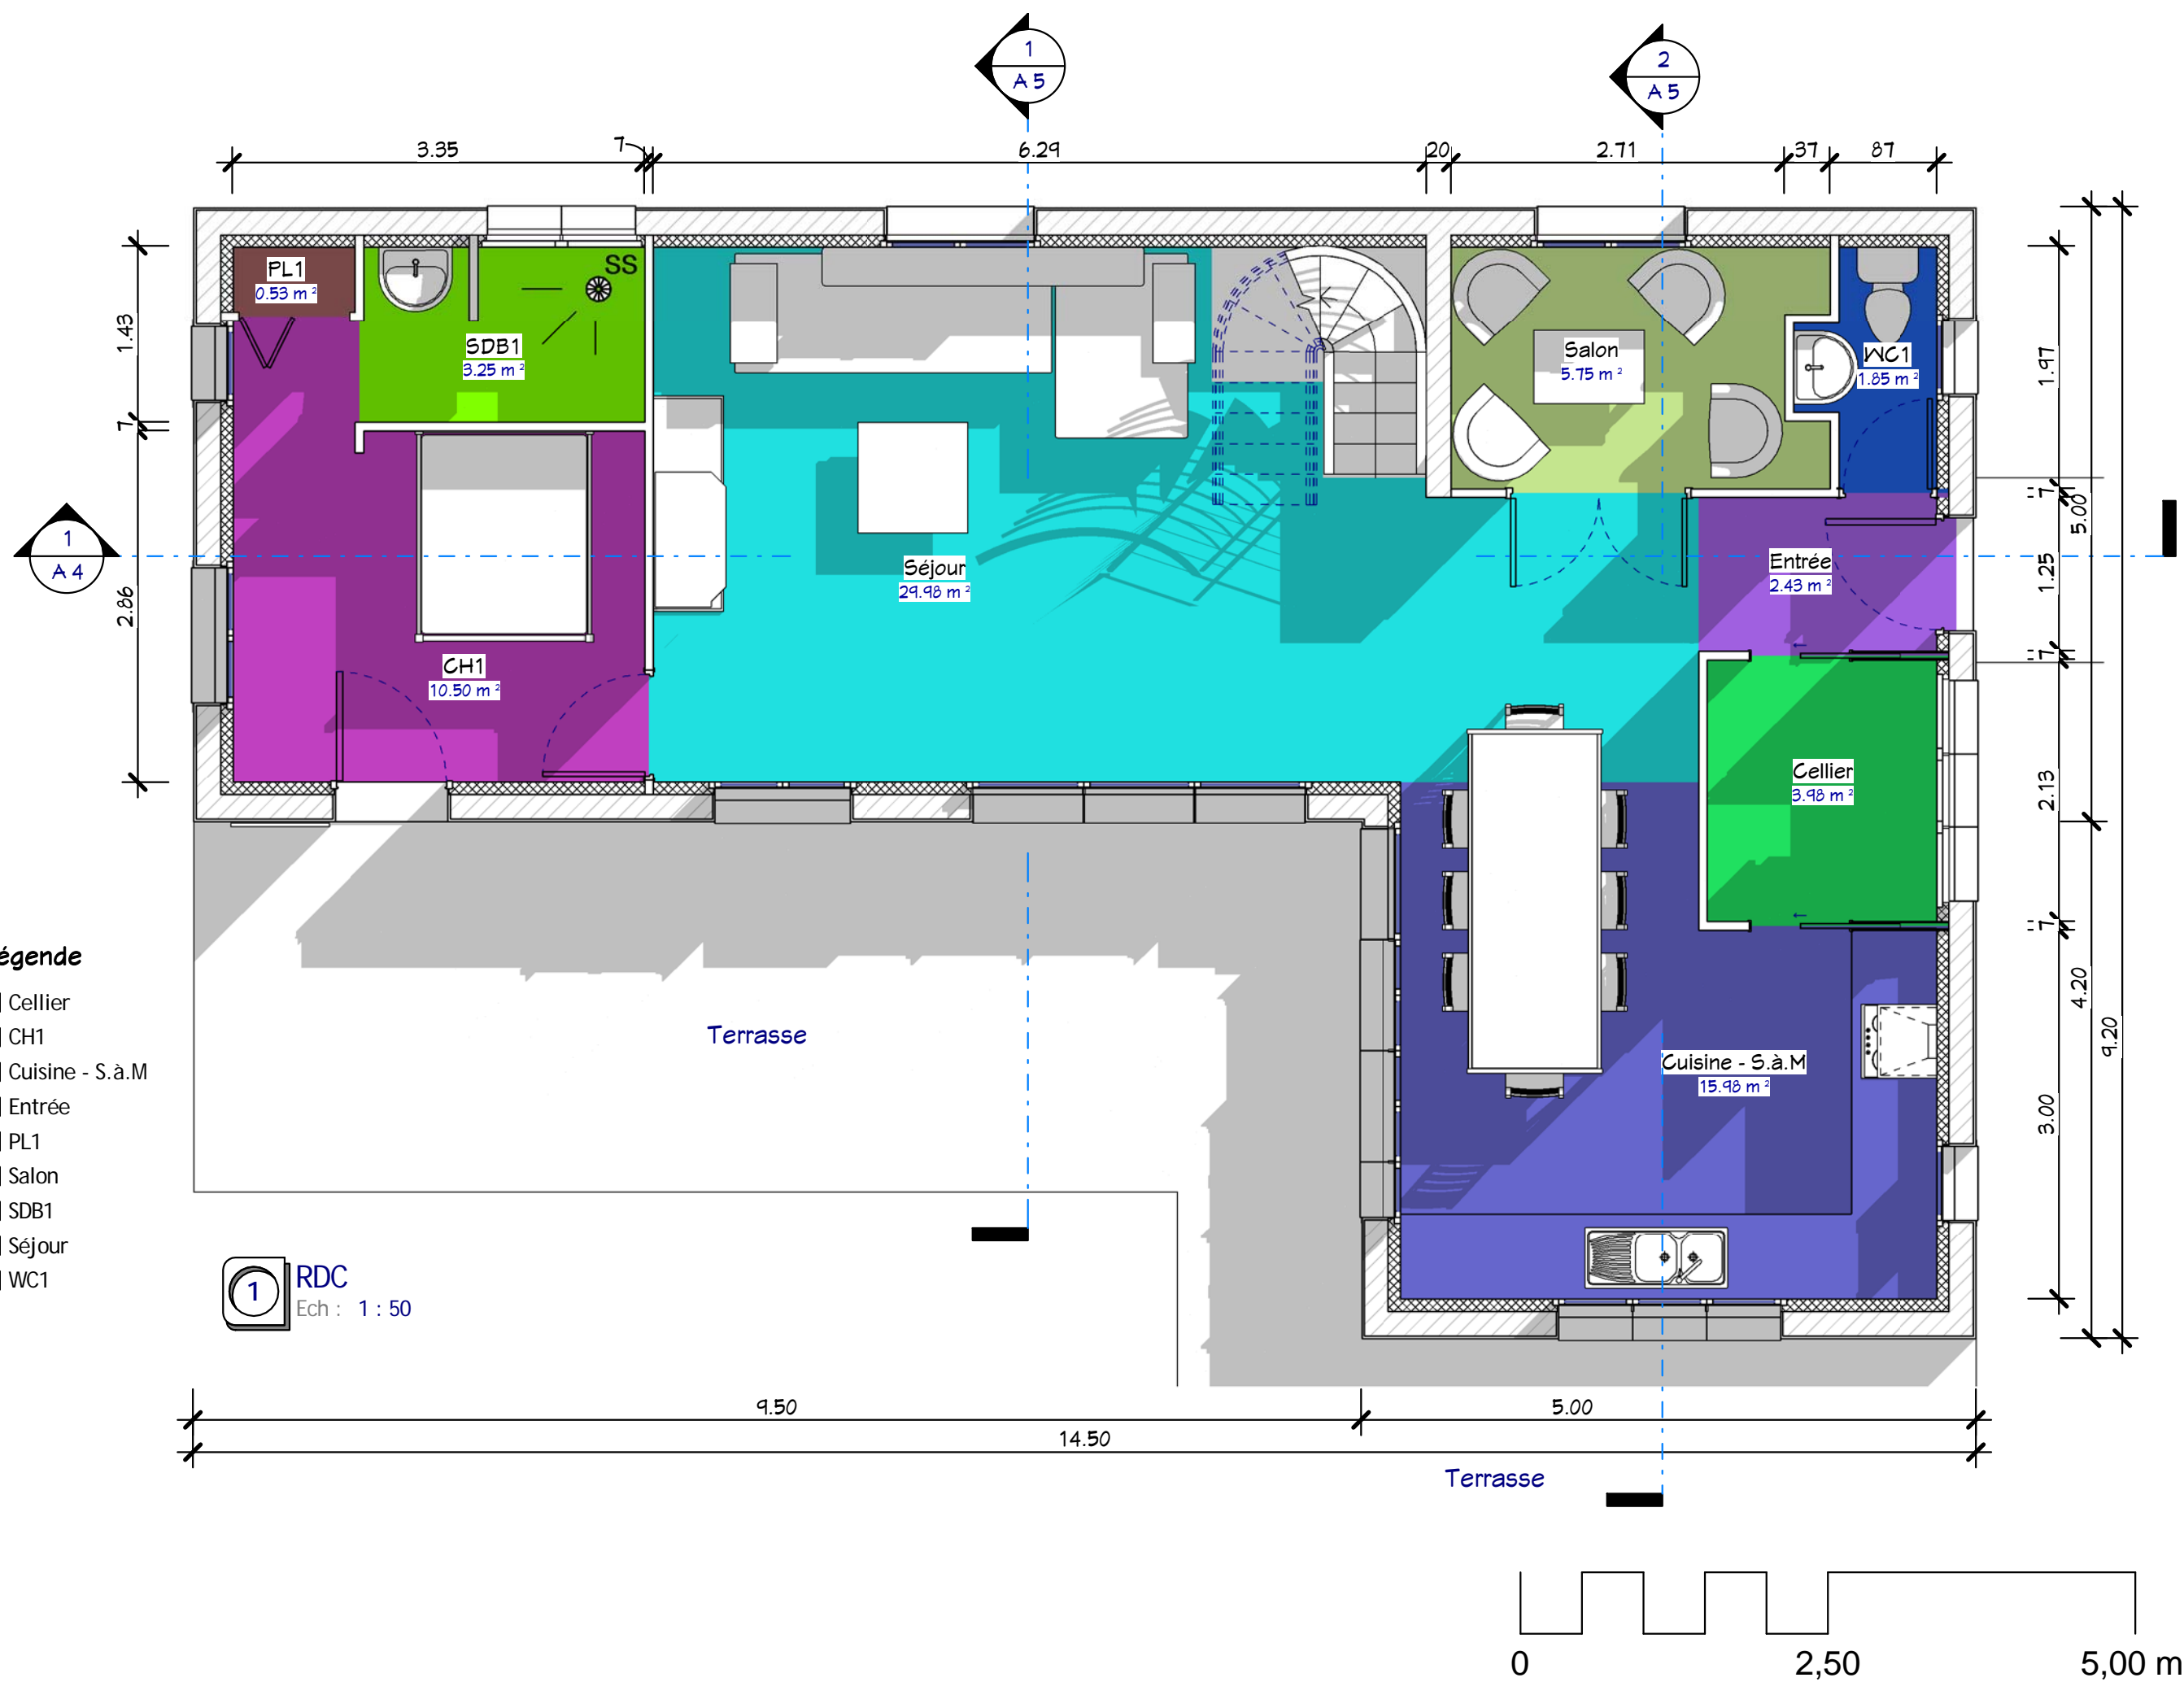 1
A 5
2
A 5
3.35
7
6.29
20
2.71
37
87
PL1
0.53 m²
SS
SDB1
3.25 m²
Salon
5.75 m²
WC1
1.85 m²
1.43
7
2.86
1.97
7
5.00
1.25
7
2.13
7
4.20
9.20
3.00
1
A 4
Séjour
29.98 m²
Entrée
2.43 m²
CH1
10.50 m²
Cellier
3.98 m²
Terrasse
Cuisine - S.à.M
15.98 m²
égende
Cellier
CH1
Cuisine - S.à.M
Entrée
PL1
Salon
SDB1
Séjour
WC1
1
RDC
Ech : 1 : 50
9.50
5.00
14.50
Terrasse
0
2,50
5,00 m